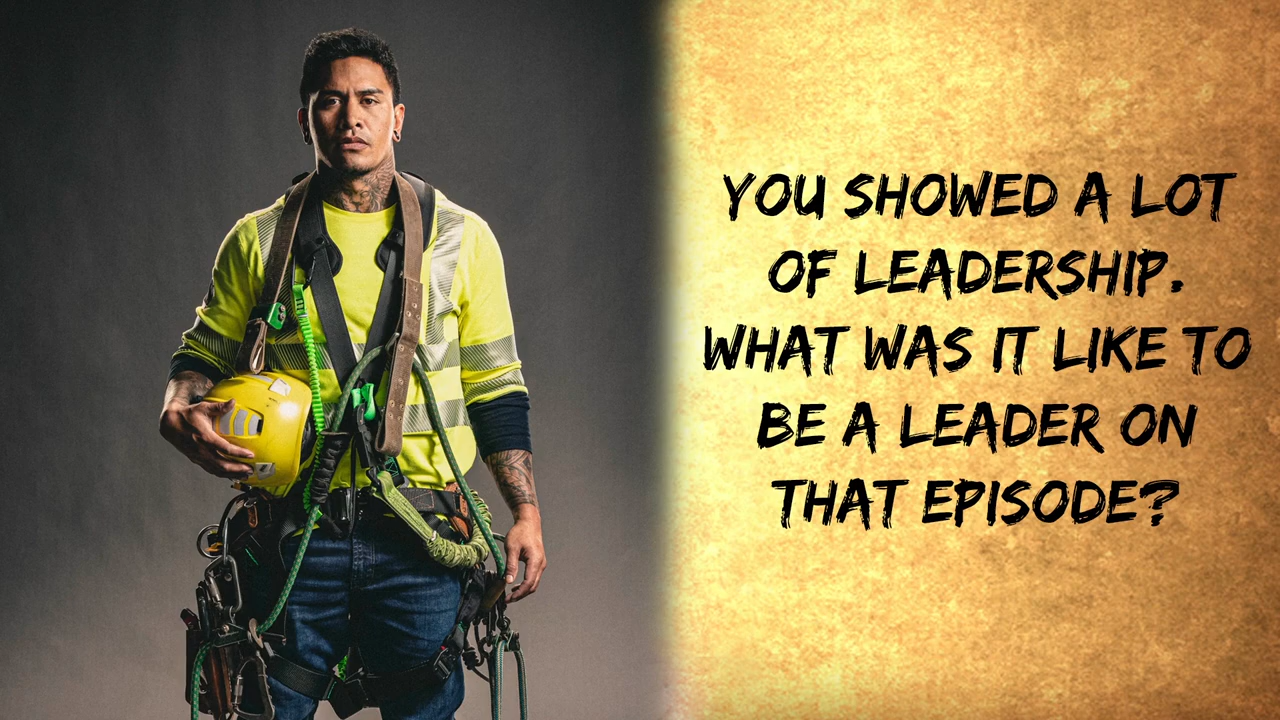 YOU SHOWED A LOT
OF LEADERSHIP.
WHAT WAS IT LIKE TO
BE A LEADER ON
THAT EPISODE?